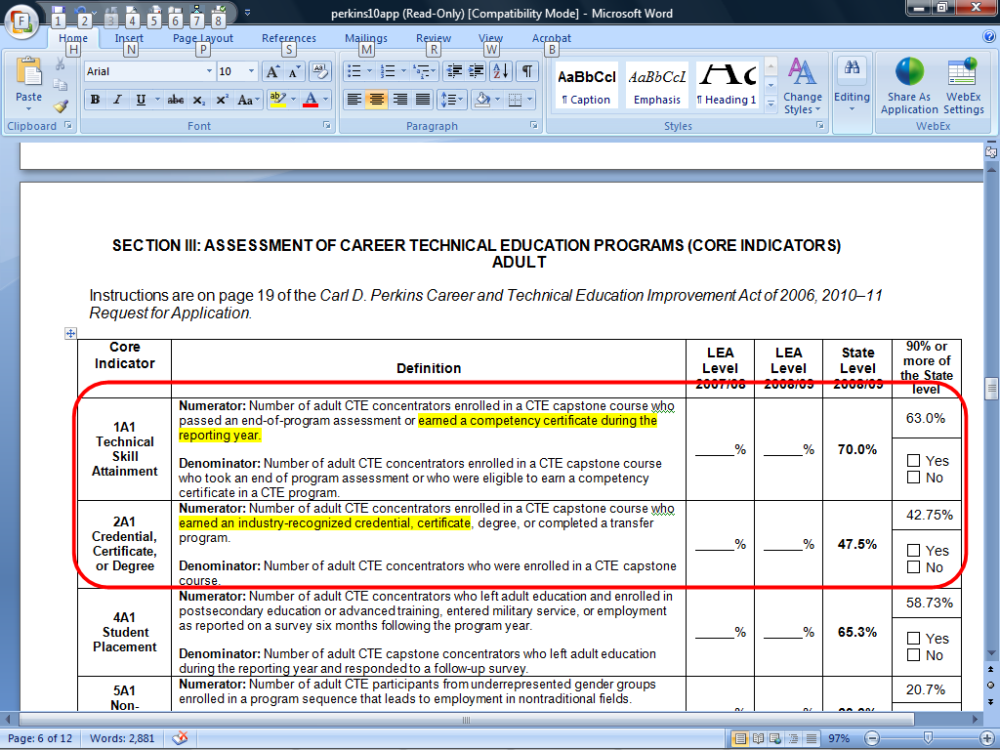 perkins10app (Read-Only) [Compatibility Mode] - Microsoft Word
F 1 2 3 4 5 6 7 8
Home Insert Page Layout References Mailings Review View Acrobat
H N P S M R W B
Arial 10
Paste
B I U abc X₂ X² Aa
AaBbCcI AaBbCcI AaBbC
¶ Caption Emphasis ¶ Heading 1
Change Styles
Editing
Share As Application
WebEx Settings
Clipboard Font Paragraph Styles WebEx
SECTION III: ASSESSMENT OF CAREER TECHNICAL EDUCATION PROGRAMS (CORE INDICATORS)
ADULT
Instructions are on page 19 of the Carl D. Perkins Career and Technical Education Improvement Act of 2006, 2010–11
Request for Application.
Core
Indicator
Definition
LEA
Level
2007/08
LEA
Level
2008/09
State
Level
2008/09
90% or
more of
the State
level
1A1
Technical
Skill
Attainment
Numerator: Number of adult CTE concentrators enrolled in a CTE capstone course who
passed an end-of-program assessment or earned a competency certificate during the
reporting year.
Denominator: Number of adult CTE concentrators enrolled in a CTE capstone course
who took an end of program assessment or who were eligible to earn a competency
certificate in a CTE program.
______%
______%
70.0%
63.0%
Yes
No
2A1
Credential,
Certificate,
or Degree
Numerator: Number of adult CTE concentrators enrolled in a CTE capstone course who
earned an industry-recognized credential, certificate, degree, or completed a transfer
program.
Denominator: Number of adult CTE concentrators who were enrolled in a CTE capstone
course.
______%
______%
47.5%
42.75%
Yes
No
4A1
Student
Placement
Numerator: Number of adult CTE concentrators who left adult education and enrolled in
postsecondary education or advanced training, entered military service, or employment
as reported on a survey six months following the program year.
Denominator: Number of adult CTE capstone concentrators who left adult education
during the reporting year and responded to a follow-up survey.
______%
______%
65.3%
58.73%
Yes
No
5A1
Non-
Numerator: Number of adult CTE participants from underrepresented gender groups
enrolled in a program sequence that leads to employment in nontraditional fields.
20.7%
Page: 6 of 12 Words: 2,881 97%